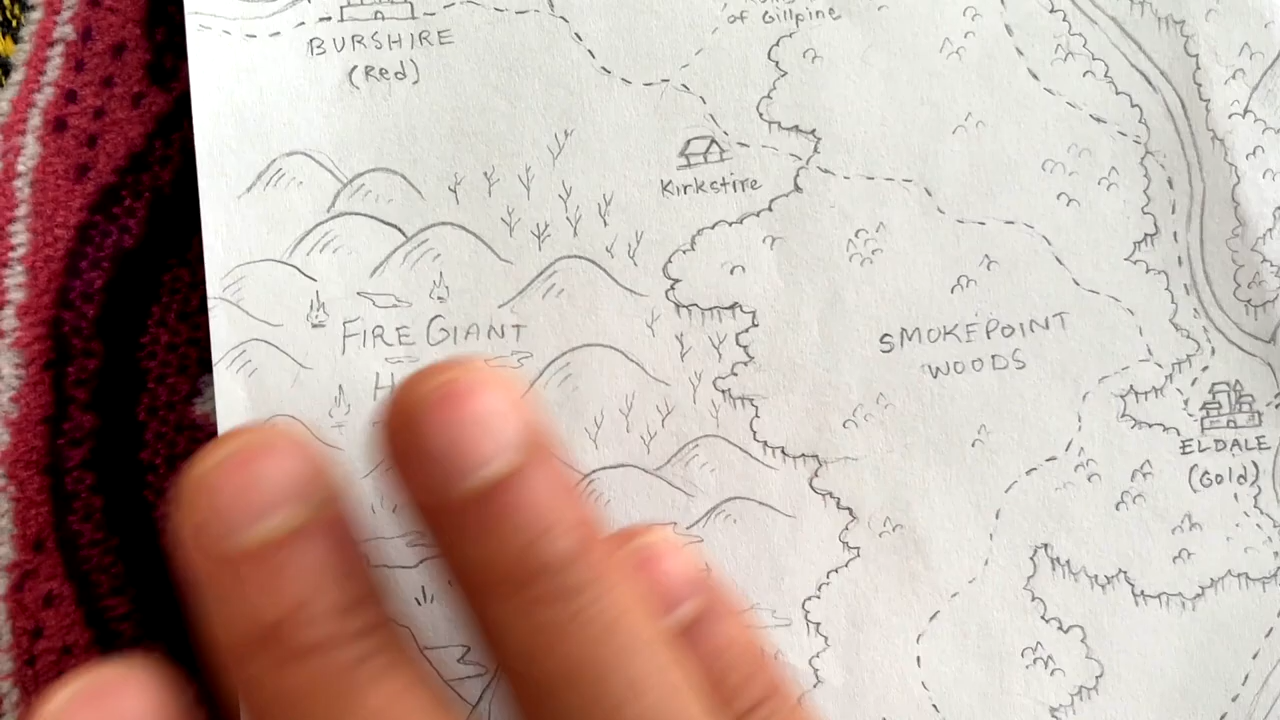 of Gillpine
BURSHIRE
(Red)
Kirkstire
FIRE GIANT
SMOKEPOINT
WOODS
ELDALE
(Gold)